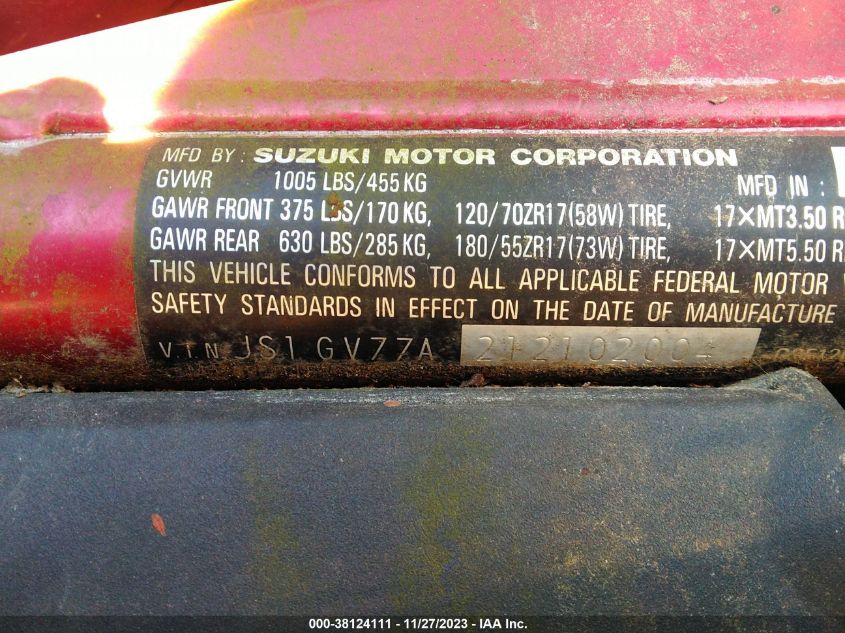 MFD BY : SUZUKI MOTOR CORPORATION
GVWR 1005 LBS/455 KG MFD IN :
GAWR FRONT 375 LBS/170 KG, 120/70ZR17(58W) TIRE, 17×MT3.50 R
GAWR REAR 630 LBS/285 KG, 180/55ZR17(73W) TIRE, 17×MT5.50 R
THIS VEHICLE CONFORMS TO ALL APPLICABLE FEDERAL MOTOR
SAFETY STANDARDS IN EFFECT ON THE DATE OF MANUFACTURE
V.I.N. JS1GV77A 212102004
000-38124111 - 11/27/2023 - IAA Inc.